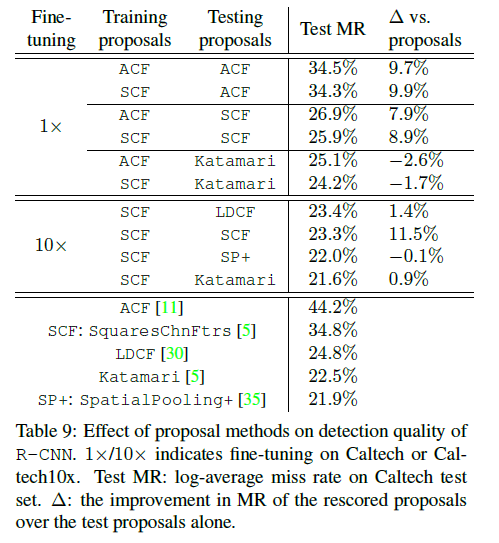 Fine- Training Testing Test MR Δ vs.
tuning proposals proposals proposals
ACF ACF 34.5% 9.7%
SCF ACF 34.3% 9.9%
1× ACF SCF 26.9% 7.9%
SCF SCF 25.9% 8.9%
ACF Katamari 25.1% −2.6%
SCF Katamari 24.2% −1.7%
SCF LDCF 23.4% 1.4%
10× SCF SCF 23.3% 11.5%
SCF SP+ 22.0% −0.1%
SCF Katamari 21.6% 0.9%
ACF [11] 44.2%
SCF: SquaresChnFtrs [5] 34.8%
LDCF [30] 24.8%
Katamari [5] 22.5%
SP+: SpatialPooling+ [35] 21.9%
Table 9: Effect of proposal methods on detection quality of
R-CNN. 1×/10× indicates fine-tuning on Caltech or Cal-
tech10x. Test MR: log-average miss rate on Caltech test
set. Δ: the improvement in MR of the rescored proposals
over the test proposals alone.